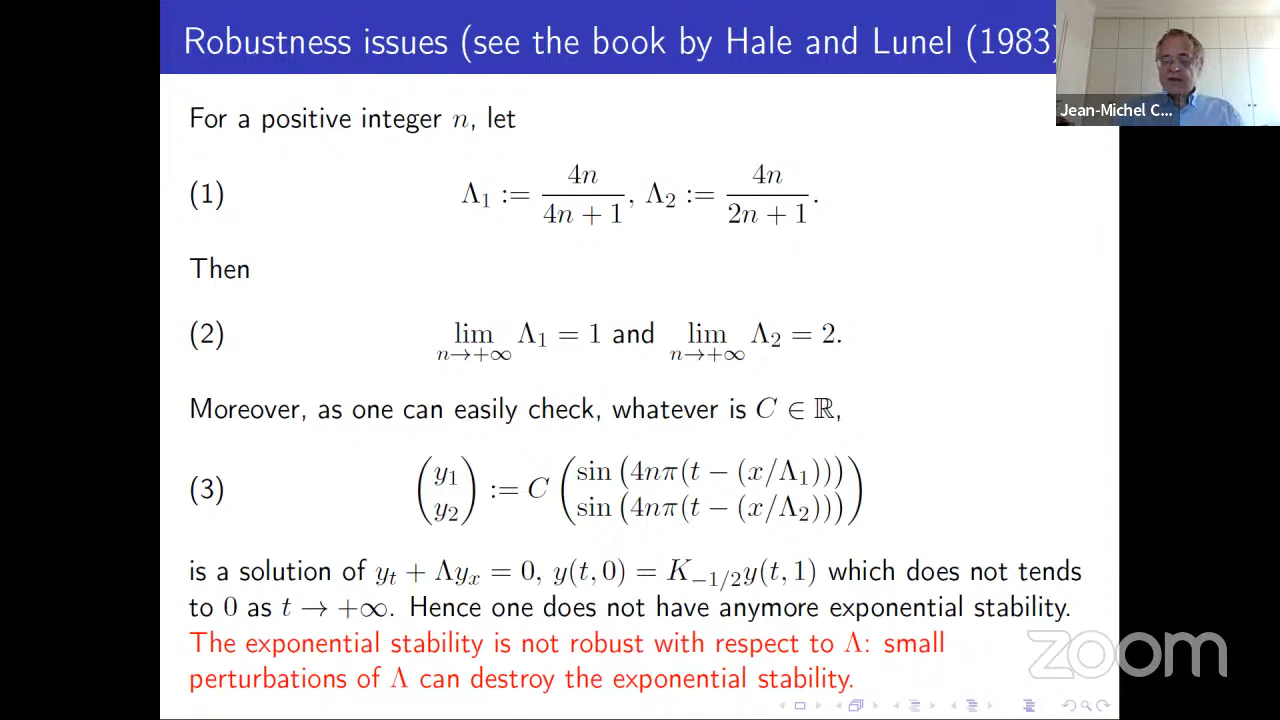 Robustness issues (see the book by Hale and Lunel (1983)
Jean-Michel C...
For a positive integer n, let
(1) Λ₁ := 4n/(4n + 1), Λ₂ := 4n/(2n + 1).
Then
(2) lim_{n→+∞} Λ₁ = 1 and lim_{n→+∞} Λ₂ = 2.
Moreover, as one can easily check, whatever is C ∈ ℝ,
(3) (y₁ y₂) := C (sin (4nπ(t − (x/Λ₁))) sin (4nπ(t − (x/Λ₂))))
is a solution of y_t + Λy_x = 0, y(t, 0) = K_{−1/2}y(t, 1) which does not tends
to 0 as t → +∞. Hence one does not have anymore exponential stability.
The exponential stability is not robust with respect to Λ: small
perturbations of Λ can destroy the exponential stability.
zoom